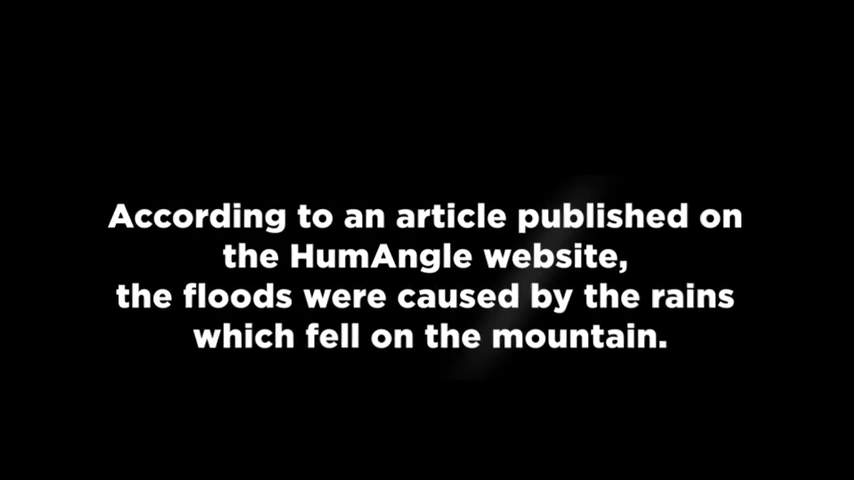 According to an article published on
the HumAngle website,
the floods were caused by the rains
which fell on the mountain.